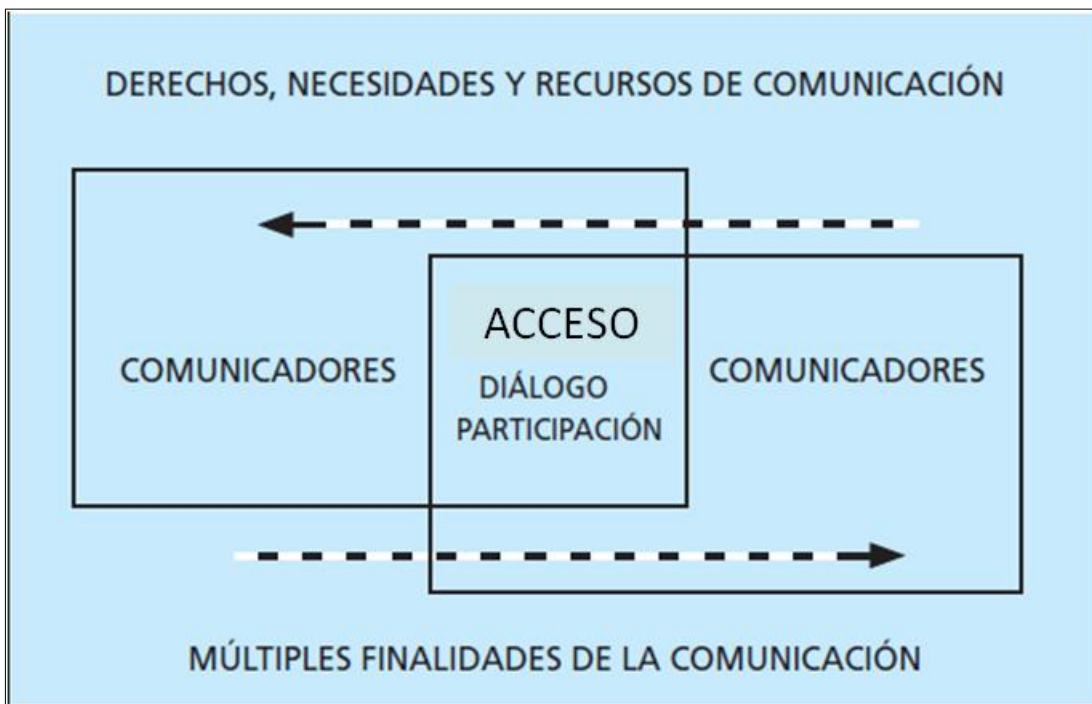 DERECHOS, NECESIDADES Y RECURSOS DE COMUNICACIÓN
COMUNICADORES
ACCESO
DIÁLOGO
PARTICIPACIÓN
COMUNICADORES
MÚLTIPLES FINALIDADES DE LA COMUNICACIÓN